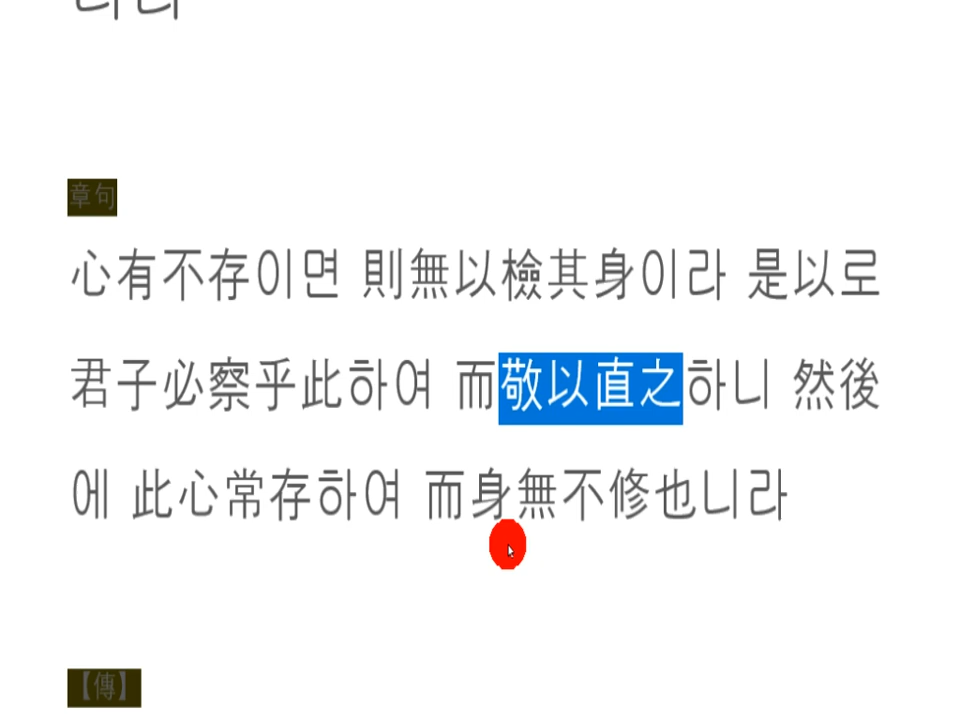 章句
心有不存이면 則無以檢其身이라 是以로
君子必察乎此하여 而敬以直之하니 然後
에 此心常存하여 而身無不修也니라
【傳】